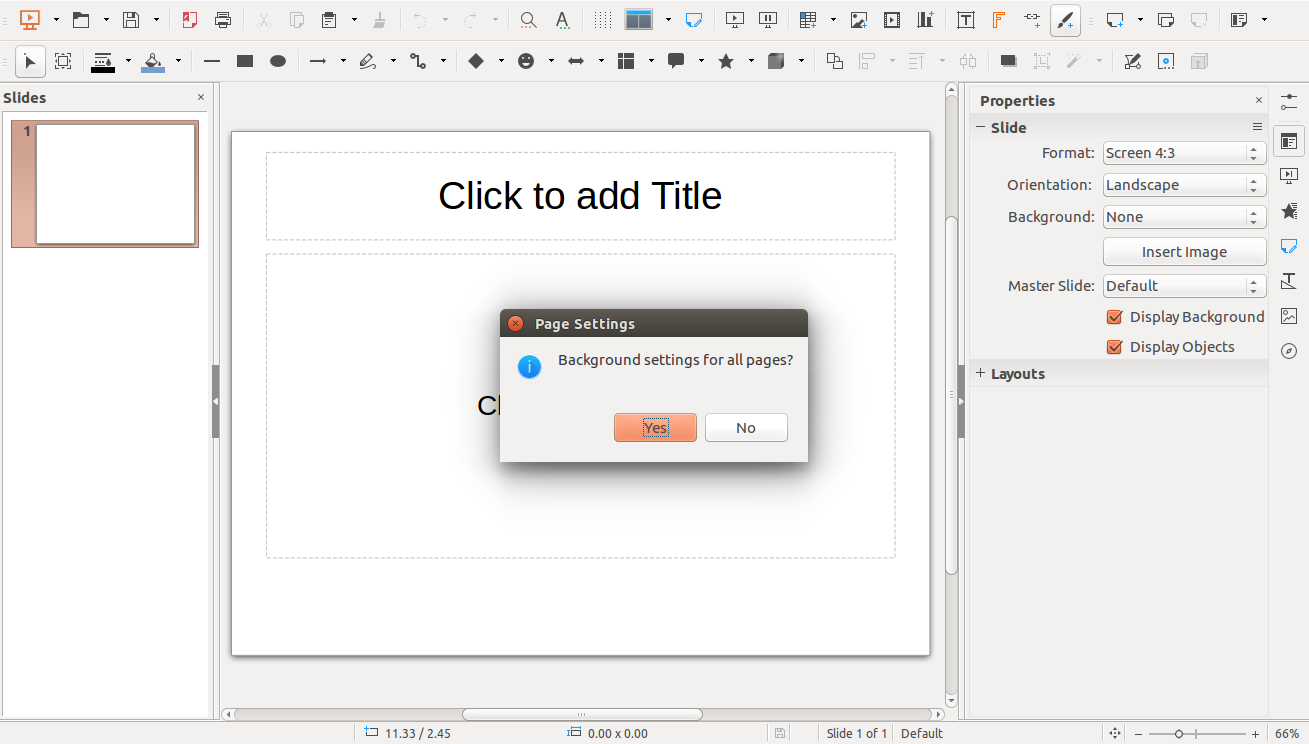 Slides
1
Click to add Title
Cl
Page Settings
Background settings for all pages?
Yes
No
Properties
Slide
Format:
Screen 4:3
Orientation:
Landscape
Background:
None
Insert Image
Master Slide:
Default
Display Background
Display Objects
Layouts
11.33 / 2.45
0.00 x 0.00
Slide 1 of 1
Default
66%